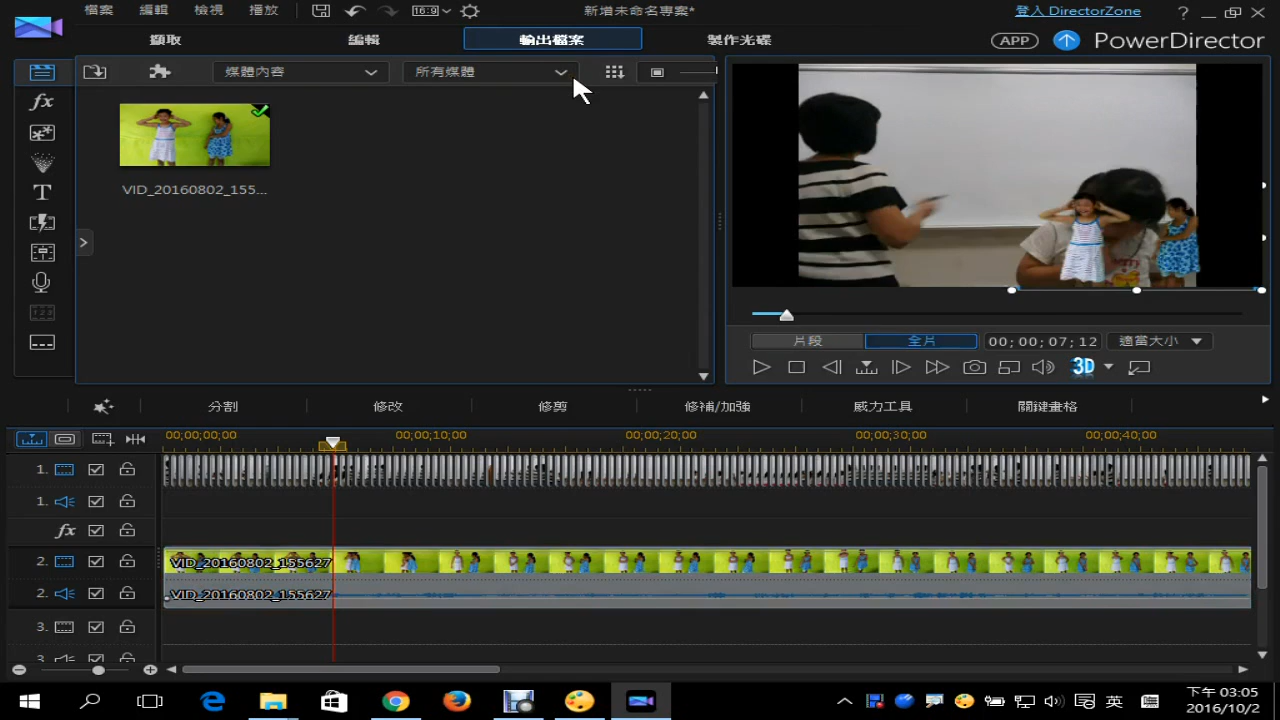 檔案 編輯 檢視 播放 16:9 新增未命名專案* 登入 DirectorZone ?
擷取 編輯 輸出檔案 製作光碟 APP PowerDirector
媒體內容 所有媒體
fx
T
VID_20160802_155...
片段 全片 00;00;07;12 適當大小
3D
分割 修改 修剪 修補/加強 威力工具 關鍵畫格
00;00;00;00 00;00;10;00 00;00;20;00 00;00;30;00 00;00;40;00
1.
1.
fx
2. VID_20160802_155627
2. VID_20160802_155627
3.
3.
英 下午 03:05
2016/10/2